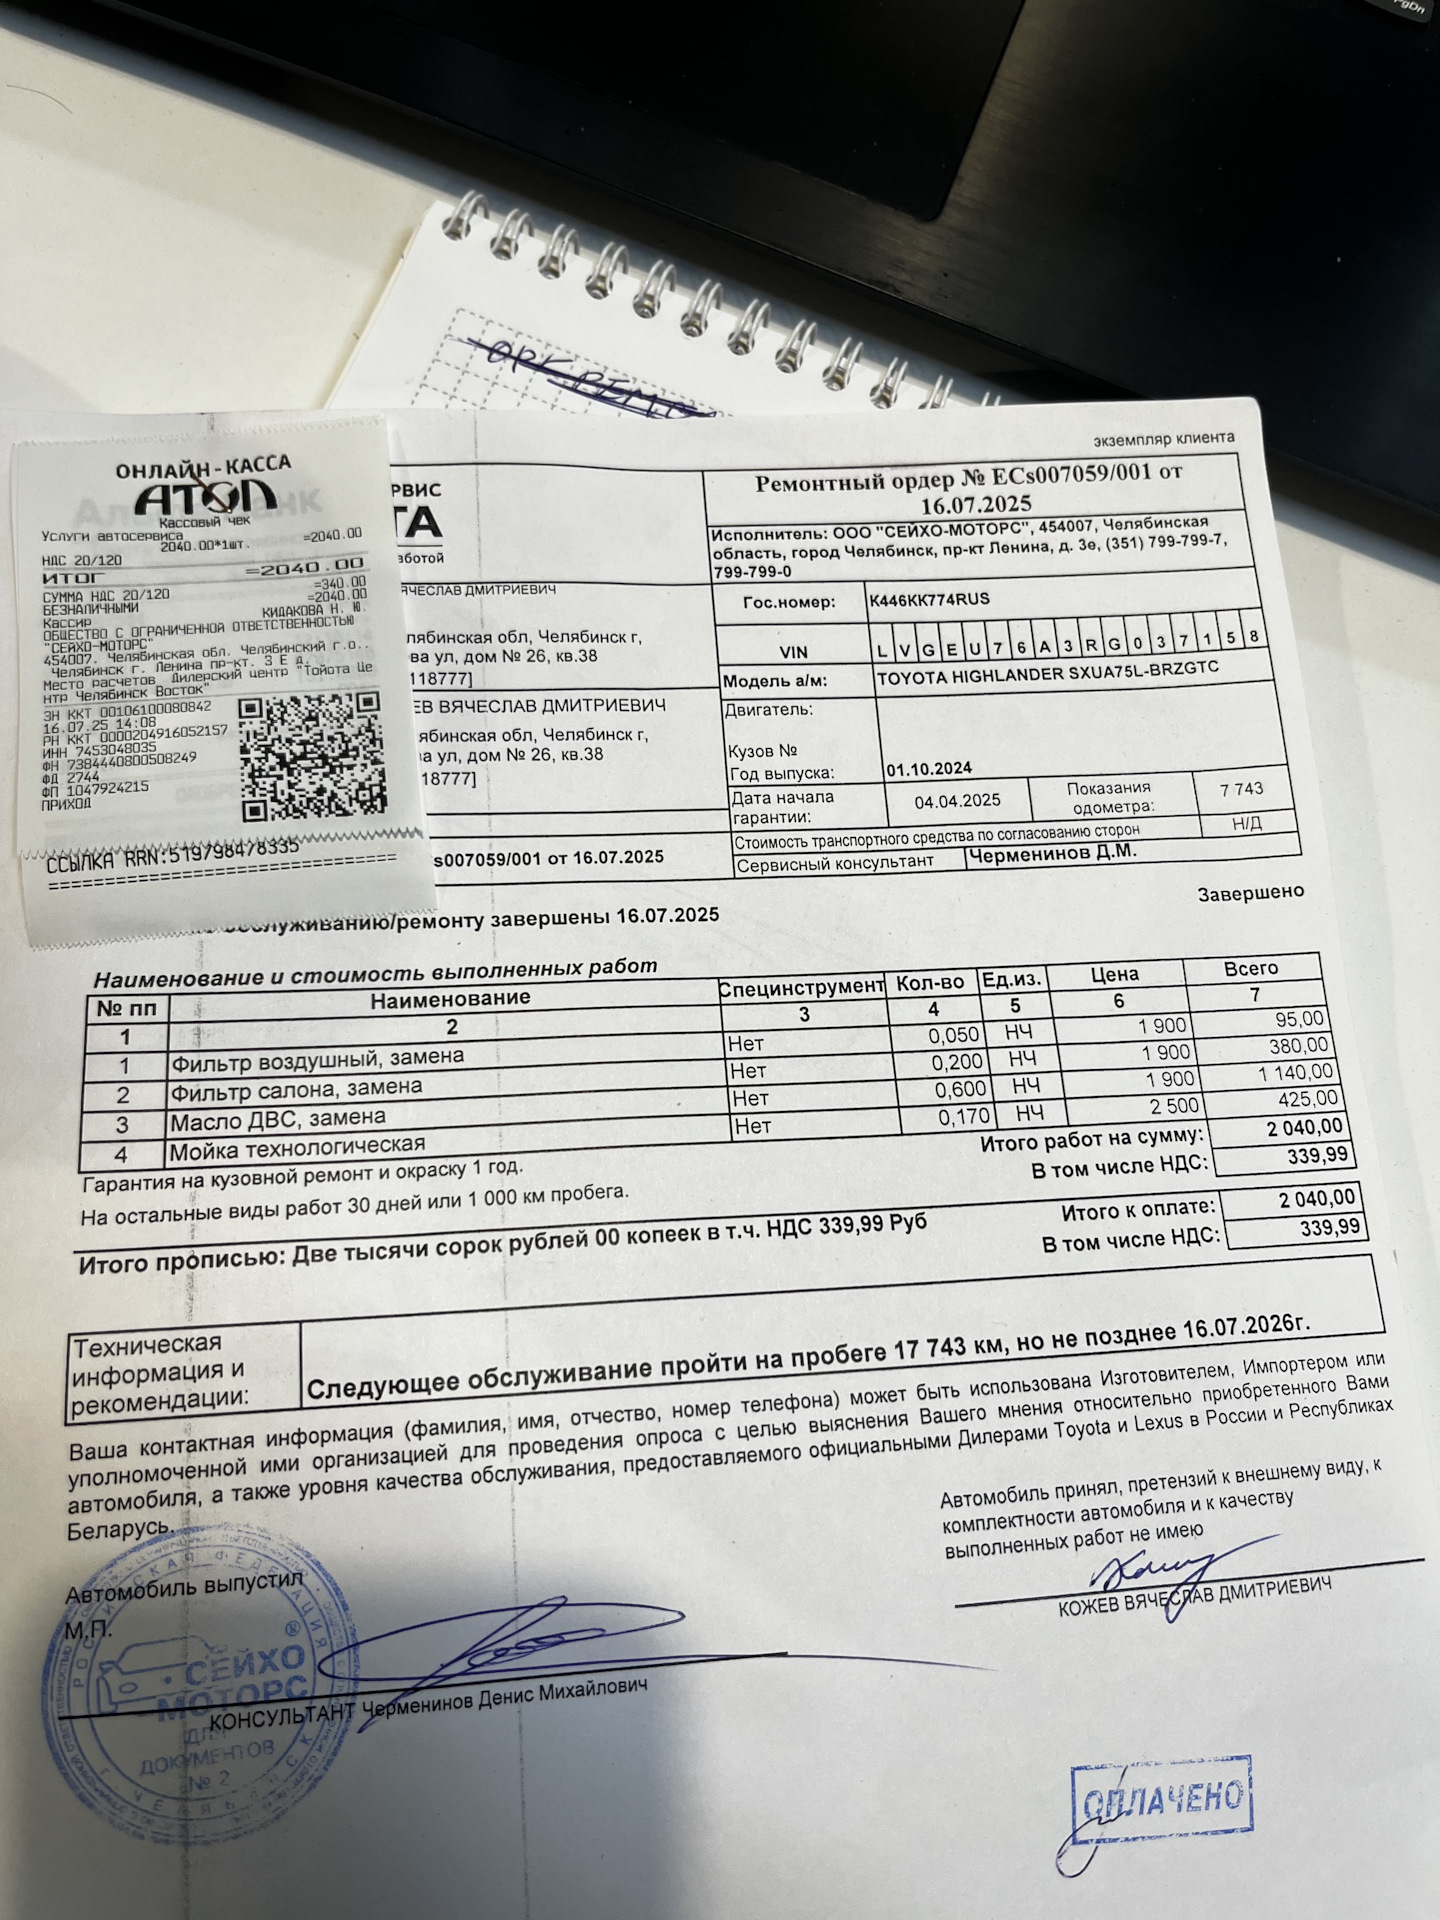 PgDn
экземпляр клиента
ОНЛАЙН-КАССА
АТОЛ
Кассовый чек
Услуги автосервиса =2040.00
2040.00*1шт.
НДС 20/120
ИТОГ =2040.00
СУММА НДС 20/120 =340.00
БЕЗНАЛИЧНЫМИ =2040.00
Кассир КИДАКОВА Н. Ю.
ОБЩЕСТВО С ОГРАНИЧЕННОЙ ОТВЕТСТВЕННОСТЬЮ
"СЕЙХО-МОТОРС"
454007. Челябинская обл. Челябинский г.о..
Челябинск г. Ленина пр-кт. 3 Е д.
Место расчетов Дилерский центр "Тойота Це
нтр Челябинск Восток"
ЗН ККТ 00106100080842
16.07.25 14:08
РН ККТ 0000204916052157
ИНН 7453048035
ФН 7384440800508249
ФД 2744
ФП 1047924215
ПРИХОД
ССЫЛКА RRN:519798478335
================================
РВИС
ТА
аботой
ЯЧЕСЛАВ ДМИТРИЕВИЧ
лябинская обл, Челябинск г,
ва ул, дом № 26, кв.38
118777]
ЕВ ВЯЧЕСЛАВ ДМИТРИЕВИЧ
ябинская обл, Челябинск г,
ва ул, дом № 26, кв.38
118777]
s007059/001 от 16.07.2025
Ремонтный ордер № ECs007059/001 от
16.07.2025
Исполнитель: ООО "СЕЙХО-МОТОРС", 454007, Челябинская
область, город Челябинск, пр-кт Ленина, д. 3е, (351) 799-799-7,
799-799-0
Гос.номер: K446KK774RUS
VIN L V G E U 7 6 A 3 R G 0 3 7 1 5 8
Модель а/м: TOYOTA HIGHLANDER SXUA75L-BRZGTC
Двигатель:
Кузов №
Год выпуска: 01.10.2024
Дата начала гарантии: 04.04.2025 Показания одометра: 7 743
Стоимость транспортного средства по согласованию сторон Н/Д
Сервисный консультант Черменинов Д.М.
обслуживанию/ремонту завершены 16.07.2025
Завершено
Наименование и стоимость выполненных работ
№ пп Наименование Специнструмент Кол-во Ед.из. Цена Всего
1 2 3 4 5 6 7
1 Фильтр воздушный, замена Нет 0,050 НЧ 1 900 95,00
2 Фильтр салона, замена Нет 0,200 НЧ 1 900 380,00
3 Масло ДВС, замена Нет 0,600 НЧ 1 900 1 140,00
4 Мойка технологическая Нет 0,170 НЧ 2 500 425,00
Итого работ на сумму: 2 040,00
Гарантия на кузовной ремонт и окраску 1 год.
В том числе НДС: 339,99
На остальные виды работ 30 дней или 1 000 км пробега.
Итого к оплате: 2 040,00
Итого прописью: Две тысячи сорок рублей 00 копеек в т.ч. НДС 339,99 Руб
В том числе НДС: 339,99
Техническая
информация и
рекомендации:
Следующее обслуживание пройти на пробеге 17 743 км, но не позднее 16.07.2026г.
Ваша контактная информация (фамилия, имя, отчество, номер телефона) может быть использована Изготовителем, Импортером или
уполномоченной ими организацией для проведения опроса с целью выяснения Вашего мнения относительно приобретенного Вами
автомобиля, а также уровня качества обслуживания, предоставляемого официальными Дилерами Toyota и Lexus в России и Республиках
Беларусь.
Автомобиль принял, претензий к внешнему виду, к
комплектности автомобиля и к качеству
выполненных работ не имею
КОЖЕВ ВЯЧЕСЛАВ ДМИТРИЕВИЧ
Автомобиль выпустил
М.П.
РОССИЙСКАЯ ФЕДЕРАЦИЯ
®
СЕЙХО
МОТОРС
ДЛЯ
ДОКУМЕНТОВ
№ 2
Г. ЧЕЛЯБИНСК
КОНСУЛЬТАНТ Черменинов Денис Михайлович
ОПЛАЧЕНО